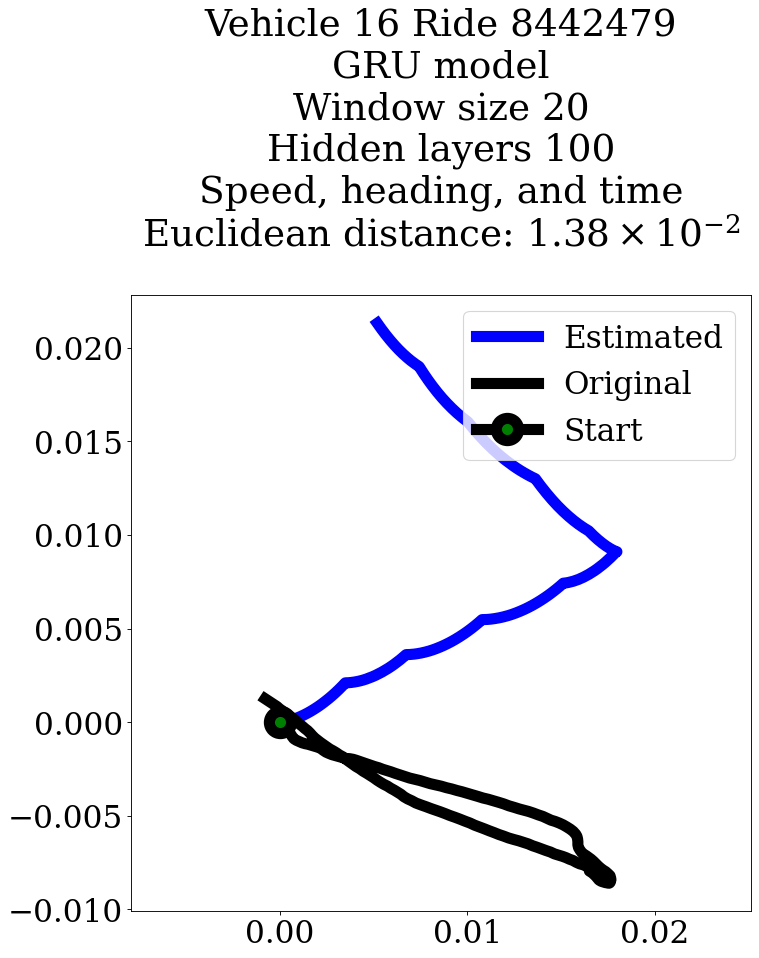 Vehicle 16 Ride 8442479
GRU model
Window size 20
Hidden layers 100
Speed, heading, and time
Euclidean distance: 1.38 × 10⁻²
Estimated
Original
Start
0.020
0.015
0.010
0.005
0.000
−0.005
−0.010
0.00 0.01 0.02